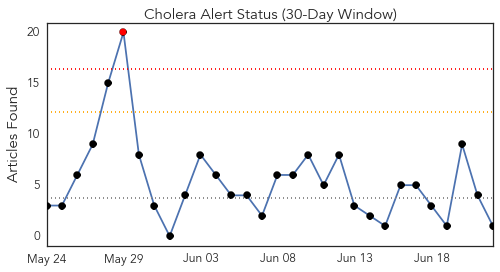 Cholera Alert Status (30-Day Window)
Articles Found
20
15
10
5
0
May 24 May 29 Jun 03 Jun 08 Jun 13 Jun 18